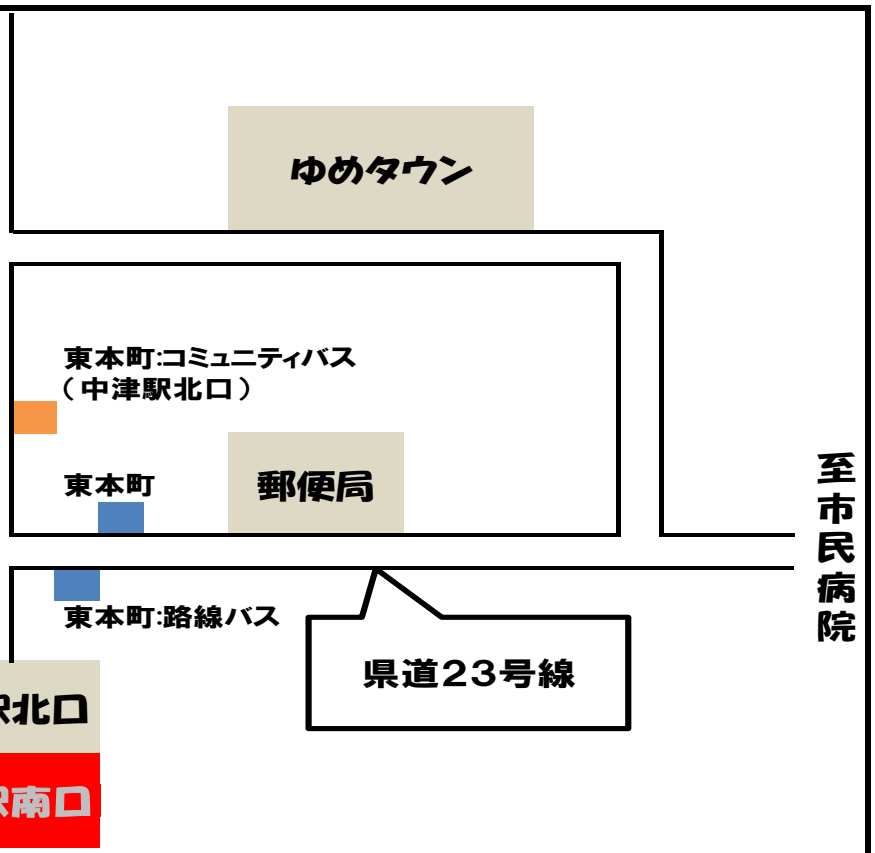 ゆめタウン
東本町:コミュニティバス
（中津駅北口）
東本町
郵便局
至市民病院
東本町:路線バス
県道23号線
駅北口
駅南口